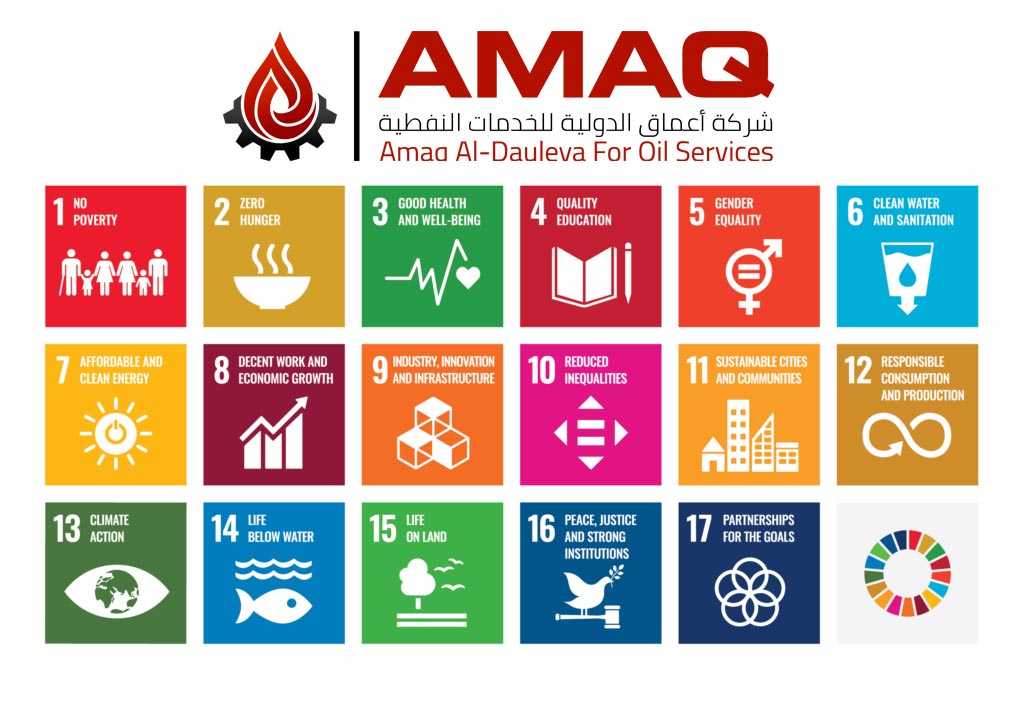 AMAQ
شركة أعماق الدولية للخدمات النفطية
Amaq Al-Dauleya For Oil Services
1 NO
POVERTY
2 ZERO
HUNGER
3 GOOD HEALTH
AND WELL-BEING
4 QUALITY
EDUCATION
5 GENDER
EQUALITY
6 CLEAN WATER
AND SANITATION
7 AFFORDABLE AND
CLEAN ENERGY
8 DECENT WORK AND
ECONOMIC GROWTH
9 INDUSTRY, INNOVATION
AND INFRASTRUCTURE
10 REDUCED
INEQUALITIES
11 SUSTAINABLE CITIES
AND COMMUNITIES
12 RESPONSIBLE
CONSUMPTION
AND PRODUCTION
13 CLIMATE
ACTION
14 LIFE
BELOW WATER
15 LIFE
ON LAND
16 PEACE, JUSTICE
AND STRONG
INSTITUTIONS
17 PARTNERSHIPS
FOR THE GOALS